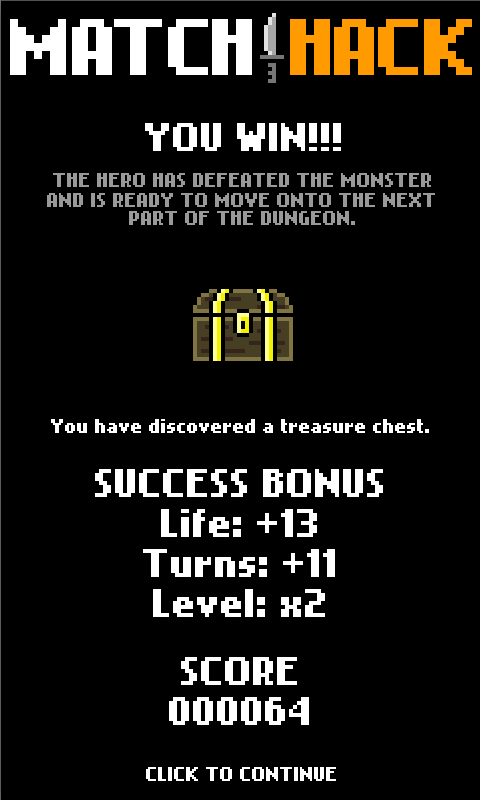 MATCH HACK
YOU WIN!!!
THE HERO HAS DEFEATED THE MONSTER
AND IS READY TO MOVE ONTO THE NEXT
PART OF THE DUNGEON.
You have discovered a treasure chest.
SUCCESS BONUS
Life: +13
Turns: +11
Level: x2
SCORE
000064
CLICK TO CONTINUE